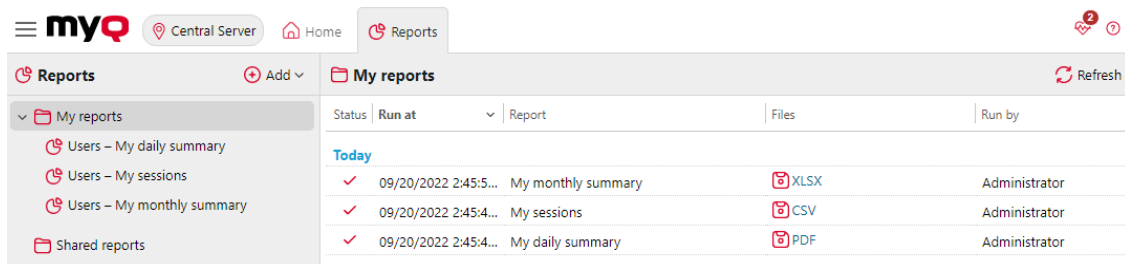 myQ Central Server Home Reports 2
Reports Add My reports Refresh
My reports
Users – My daily summary
Users – My sessions
Users – My monthly summary
Shared reports
Status Run at Report Files Run by
Today
09/20/2022 2:45:5... My monthly summary XLSX Administrator
09/20/2022 2:45:4... My sessions CSV Administrator
09/20/2022 2:45:4... My daily summary PDF Administrator